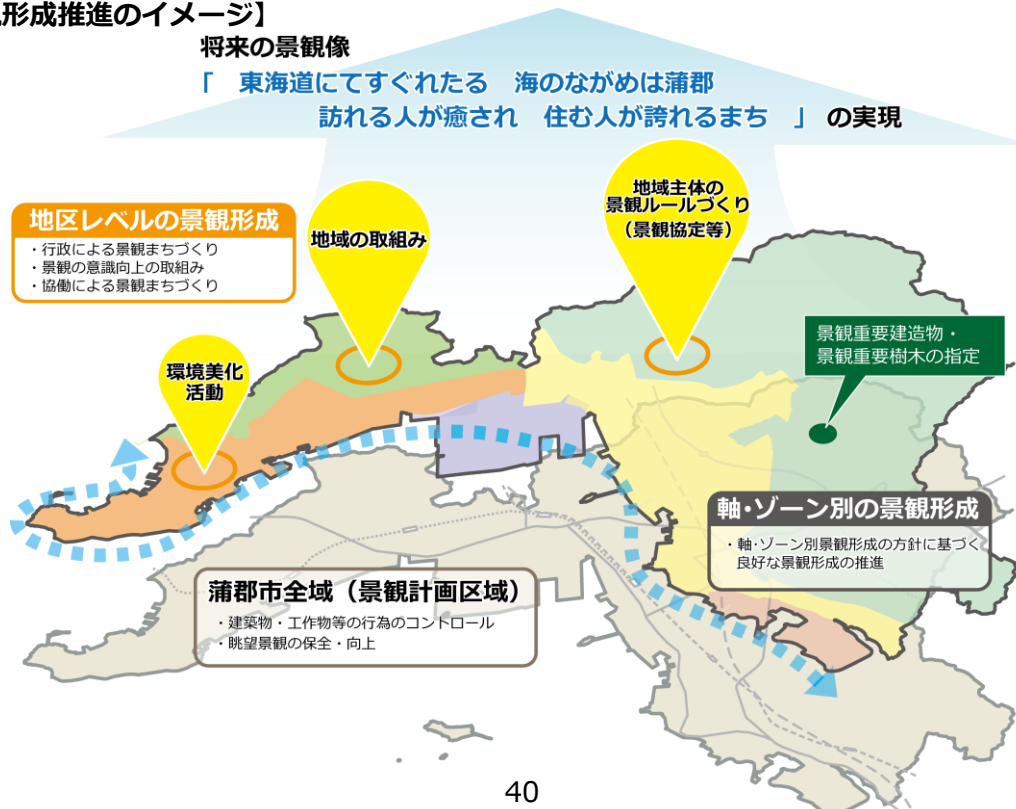 形成推進のイメージ】
将来の景観像
「 東海道にてすぐれたる 海のながめは蒲郡
訪れる人が癒され 住む人が誇れるまち 」 の実現
地区レベルの景観形成
・行政による景観まちづくり
・景観の意識向上の取組み
・協働による景観まちづくり
地域の取組み
地域主体の
景観ルールづくり
（景観協定等）
環境美化
活動
景観重要建造物・
景観重要樹木の指定
軸・ゾーン別の景観形成
・軸・ゾーン別景観形成の方針に基づく
良好な景観形成の推進
蒲郡市全域（景観計画区域）
・建築物・工作物等の行為のコントロール
・眺望景観の保全・向上
40